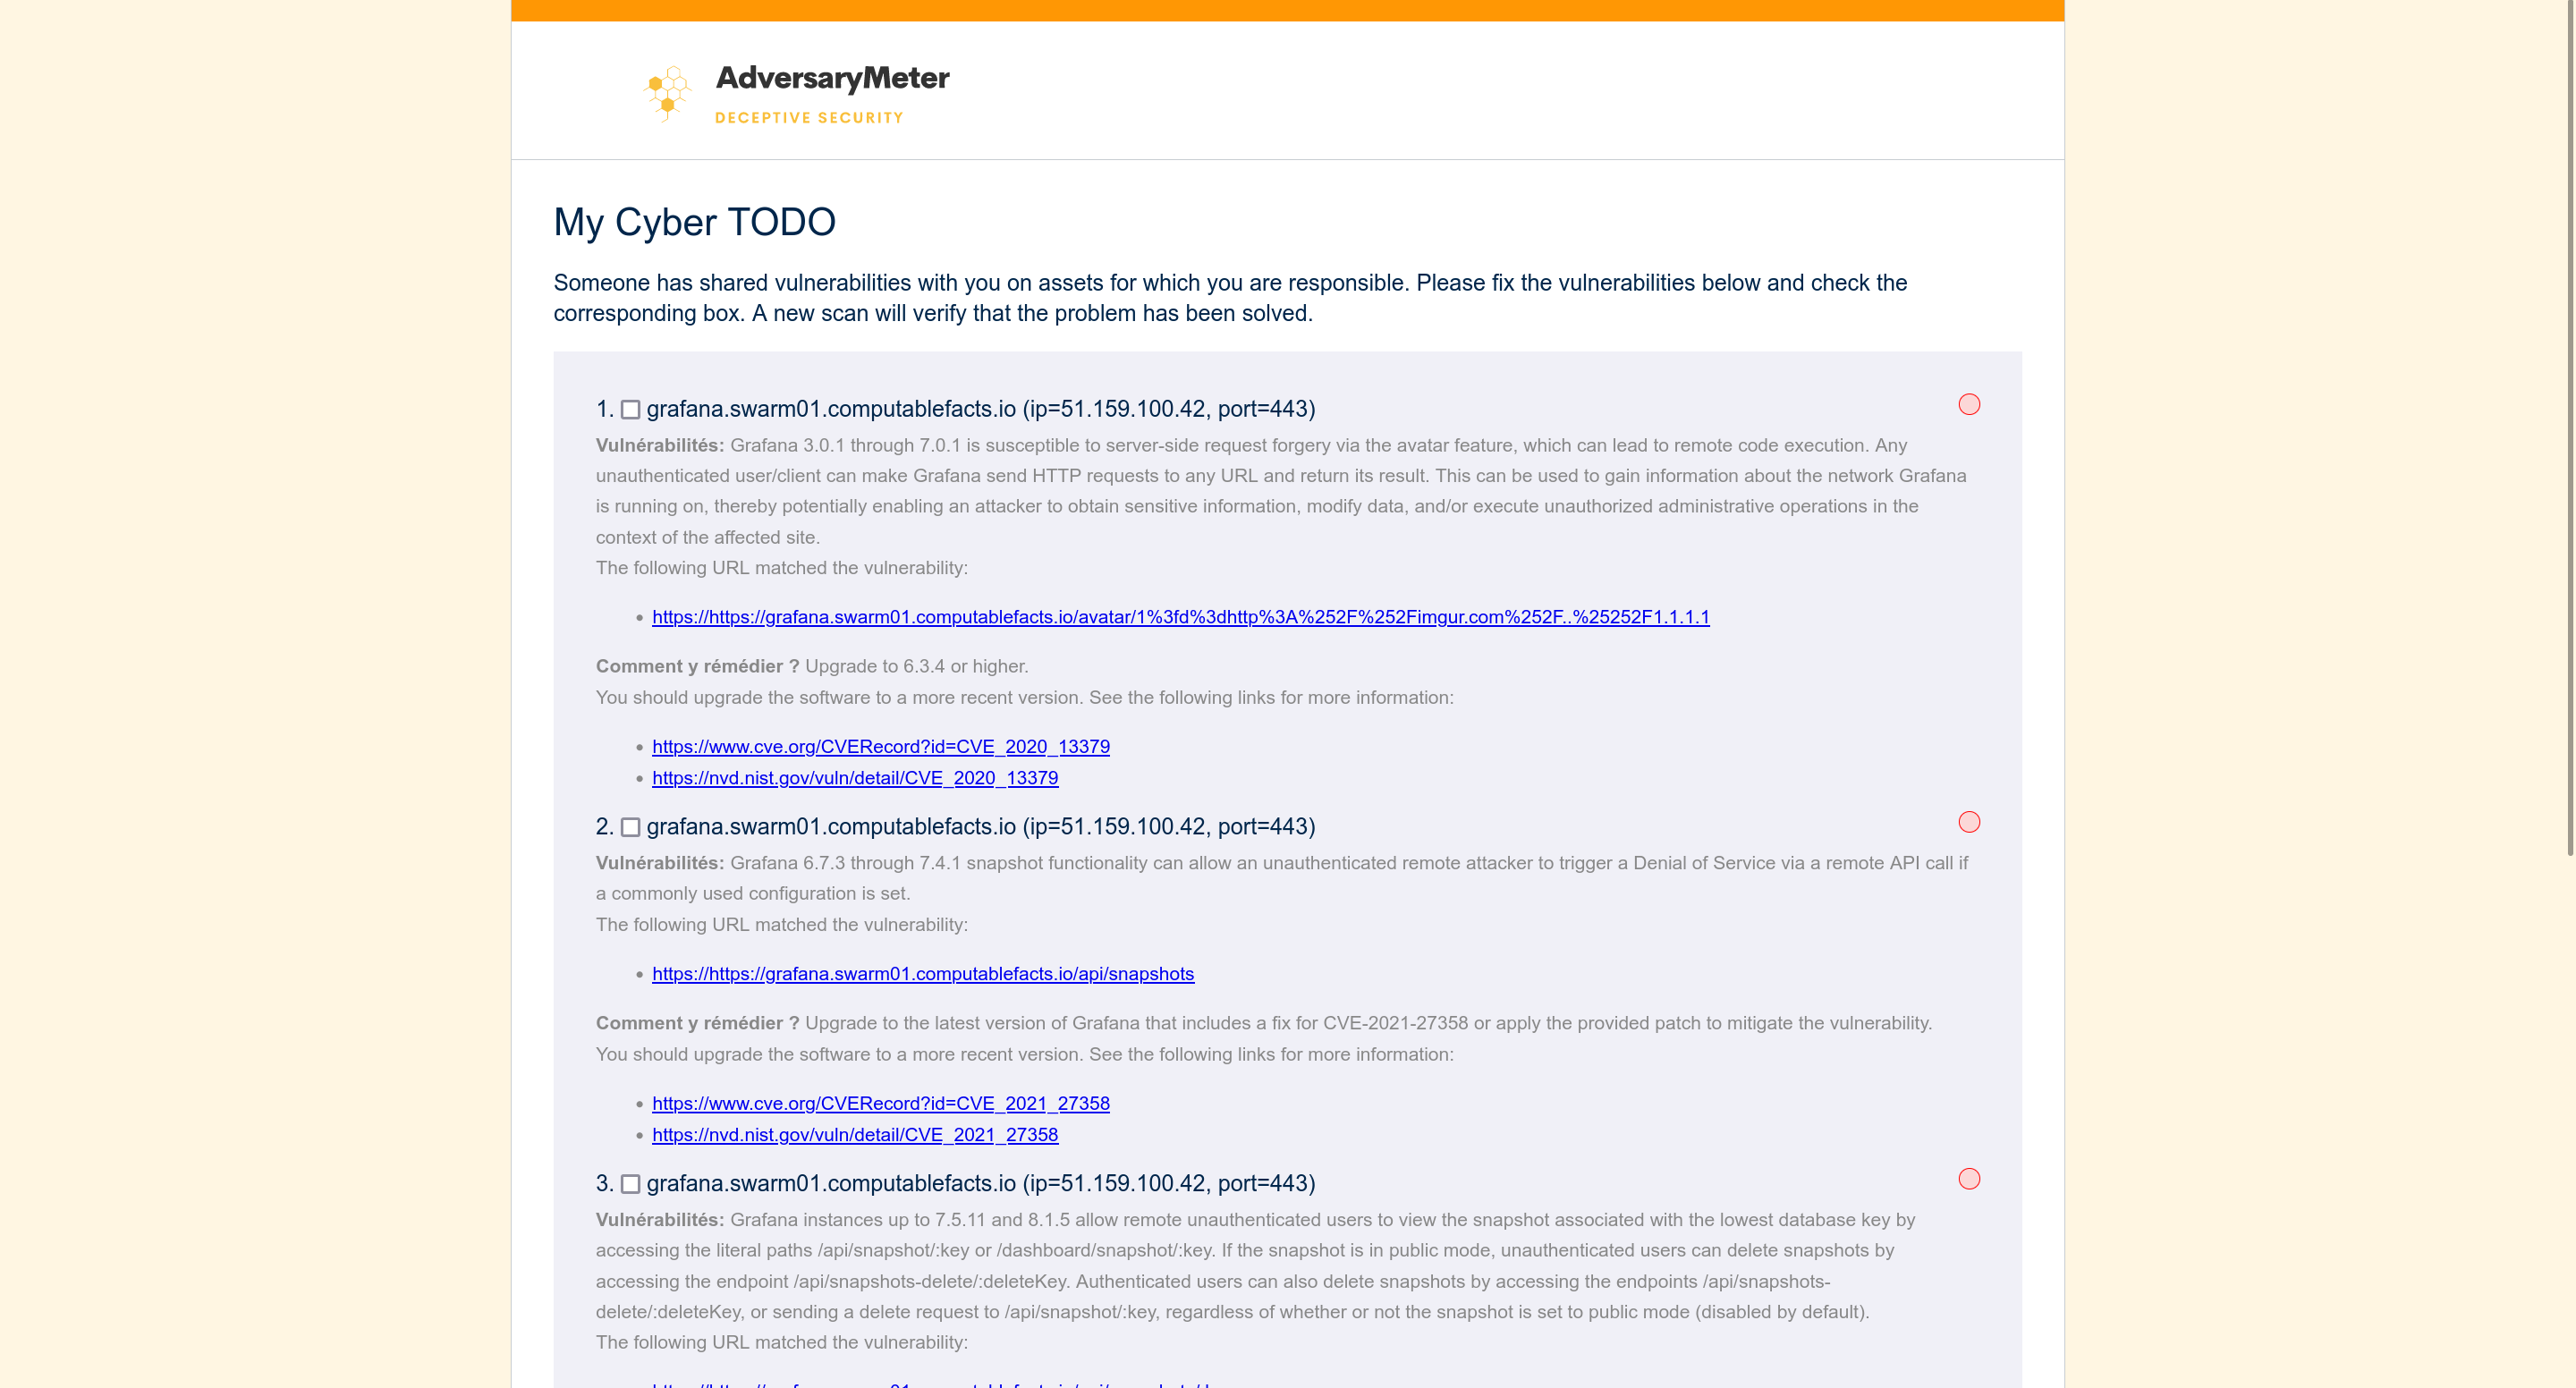 AdversaryMeter
DECEPTIVE SECURITY
My Cyber TODO
Someone has shared vulnerabilities with you on assets for which you are responsible. Please fix the vulnerabilities below and check the
corresponding box. A new scan will verify that the problem has been solved.
1. grafana.swarm01.computablefacts.io (ip=51.159.100.42, port=443)
Vulnérabilités: Grafana 3.0.1 through 7.0.1 is susceptible to server-side request forgery via the avatar feature, which can lead to remote code execution. Any
unauthenticated user/client can make Grafana send HTTP requests to any URL and return its result. This can be used to gain information about the network Grafana
is running on, thereby potentially enabling an attacker to obtain sensitive information, modify data, and/or execute unauthorized administrative operations in the
context of the affected site.
The following URL matched the vulnerability:
• https://https://grafana.swarm01.computablefacts.io/avatar/1%3fd%3dhttp%3A%252F%252Fimgur.com%252F..%25252F1.1.1.1
Comment y rémédier ? Upgrade to 6.3.4 or higher.
You should upgrade the software to a more recent version. See the following links for more information:
• https://www.cve.org/CVERecord?id=CVE_2020_13379
• https://nvd.nist.gov/vuln/detail/CVE_2020_13379
2. grafana.swarm01.computablefacts.io (ip=51.159.100.42, port=443)
Vulnérabilités: Grafana 6.7.3 through 7.4.1 snapshot functionality can allow an unauthenticated remote attacker to trigger a Denial of Service via a remote API call if
a commonly used configuration is set.
The following URL matched the vulnerability:
• https://https://grafana.swarm01.computablefacts.io/api/snapshots
Comment y rémédier ? Upgrade to the latest version of Grafana that includes a fix for CVE-2021-27358 or apply the provided patch to mitigate the vulnerability.
You should upgrade the software to a more recent version. See the following links for more information:
• https://www.cve.org/CVERecord?id=CVE_2021_27358
• https://nvd.nist.gov/vuln/detail/CVE_2021_27358
3. grafana.swarm01.computablefacts.io (ip=51.159.100.42, port=443)
Vulnérabilités: Grafana instances up to 7.5.11 and 8.1.5 allow remote unauthenticated users to view the snapshot associated with the lowest database key by
accessing the literal paths /api/snapshot/:key or /dashboard/snapshot/:key. If the snapshot is in public mode, unauthenticated users can delete snapshots by
accessing the endpoint /api/snapshots-delete/:deleteKey. Authenticated users can also delete snapshots by accessing the endpoints /api/snapshots-
delete/:deleteKey, or sending a delete request to /api/snapshot/:key, regardless of whether or not the snapshot is set to public mode (disabled by default).
The following URL matched the vulnerability: